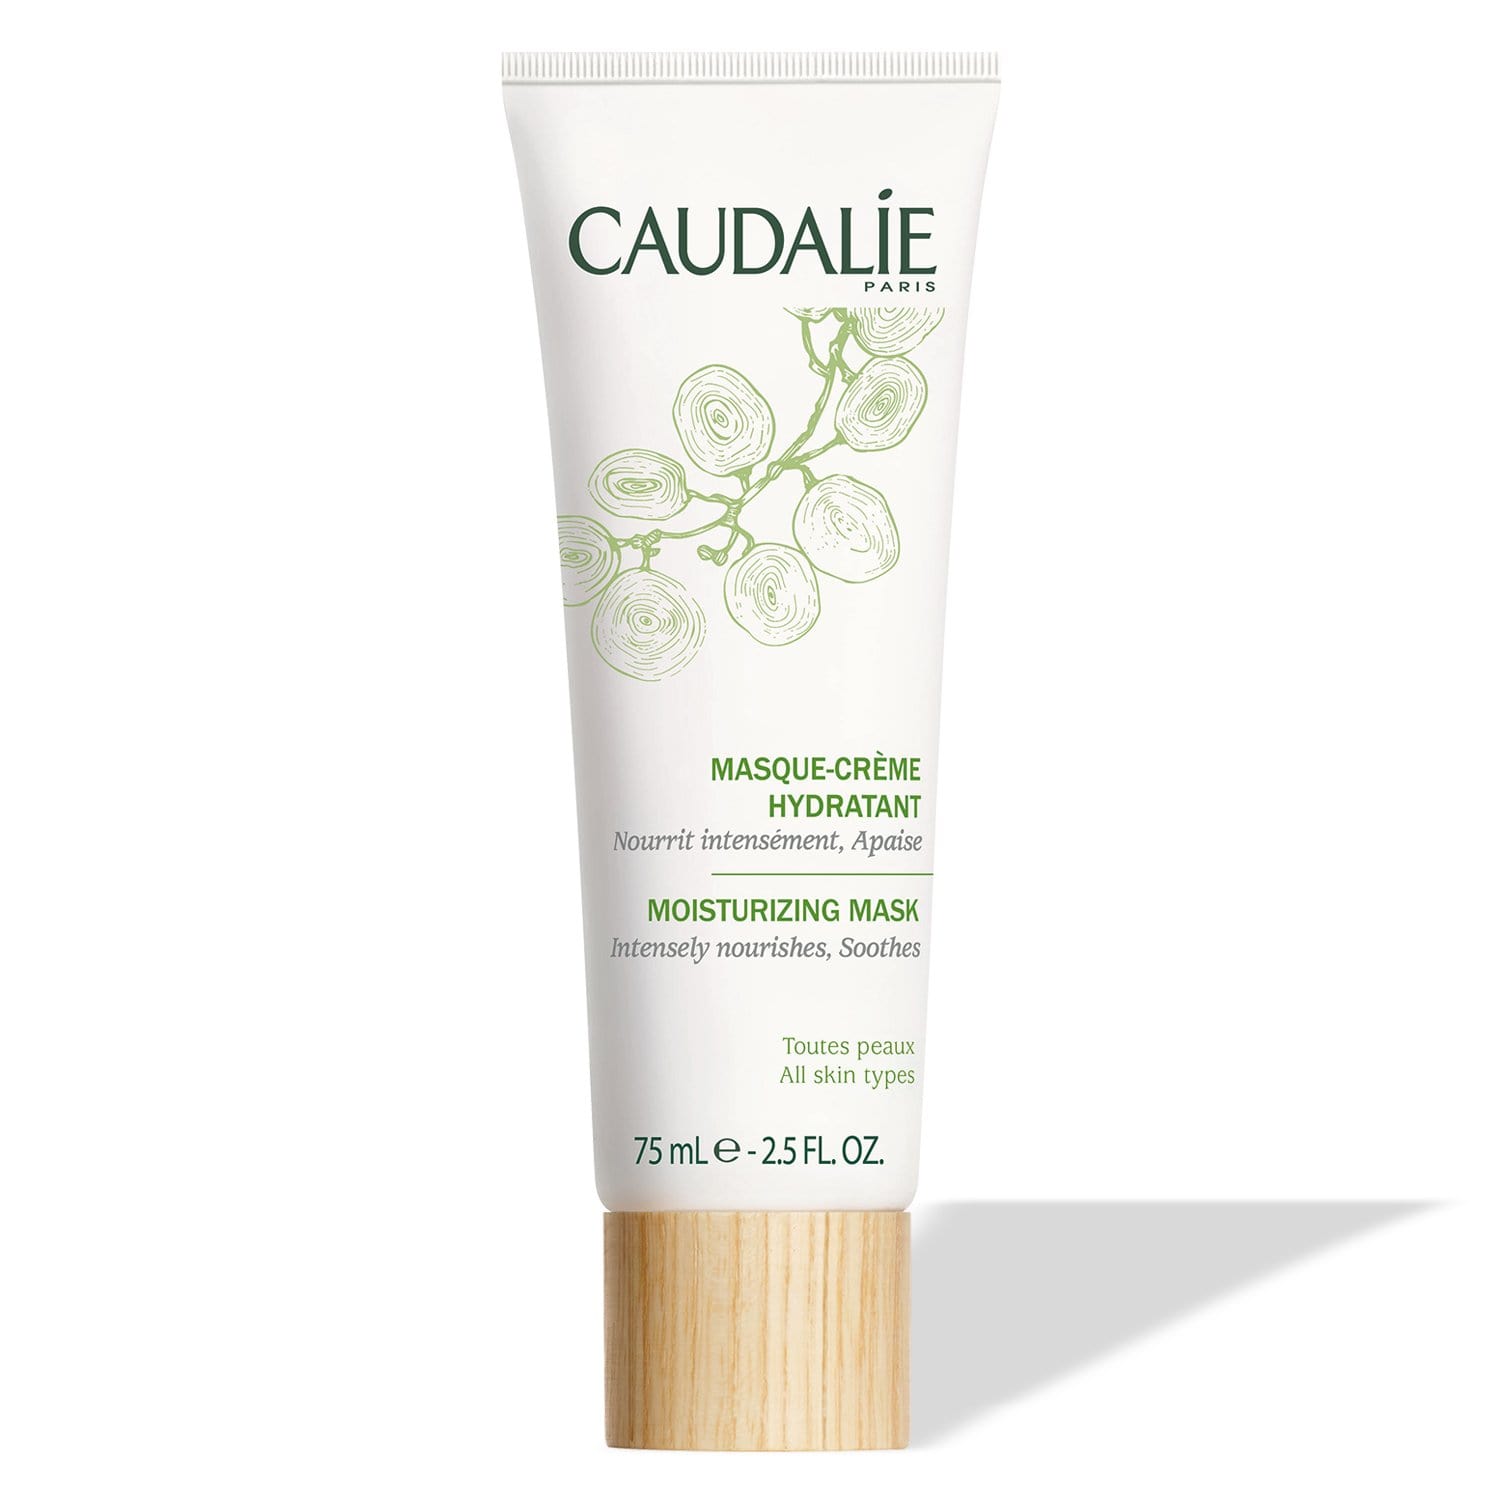 CAUDALÍE
PARIS
MASQUE-CRÈME
HYDRATANT
Nourrit intensément, Apaise
MOISTURIZING MASK
Intensely nourishes, Soothes
Toutes peaux
All skin types
75 mL ℮ - 2.5 FL. OZ.